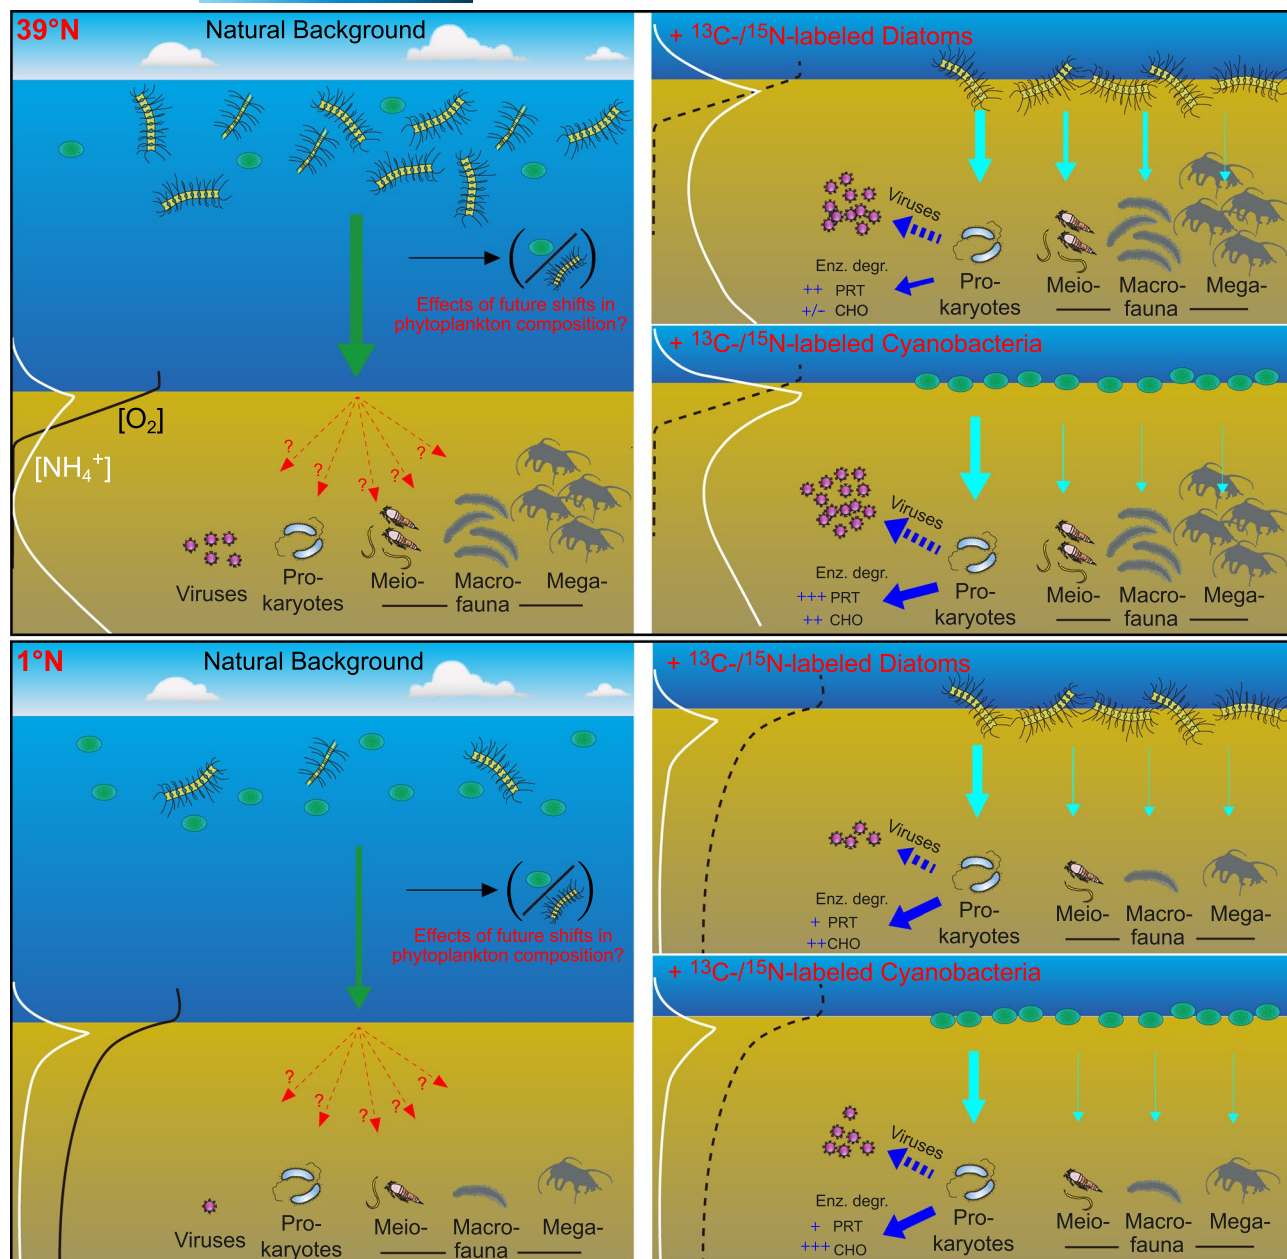 39°N
Natural Background
Effects of future shifts in
phytoplankton composition?
[O₂]
[NH₄⁺]
? ? ? ? ?
Viruses
Pro-
karyotes
Meio- Macro- Mega-
fauna
+ ¹³C-/¹⁵N-labeled Diatoms
Viruses
Enz. degr.
++ PRT
+/- CHO
Pro-
karyotes
Meio- Macro- Mega-
fauna
+ ¹³C-/¹⁵N-labeled Cyanobacteria
Viruses
Enz. degr.
+++ PRT
++ CHO
Pro-
karyotes
Meio- Macro- Mega-
fauna
1°N
Natural Background
Effects of future shifts in
phytoplankton composition?
? ? ? ? ?
Viruses
Pro-
karyotes
Meio- Macro- Mega-
fauna
+ ¹³C-/¹⁵N-labeled Diatoms
Viruses
Enz. degr.
+ PRT
++CHO
Pro-
karyotes
Meio- Macro- Mega-
fauna
+ ¹³C-/¹⁵N-labeled Cyanobacteria
Viruses
Enz. degr.
+ PRT
+++ CHO
Pro-
karyotes
Meio- Macro- Mega-
fauna